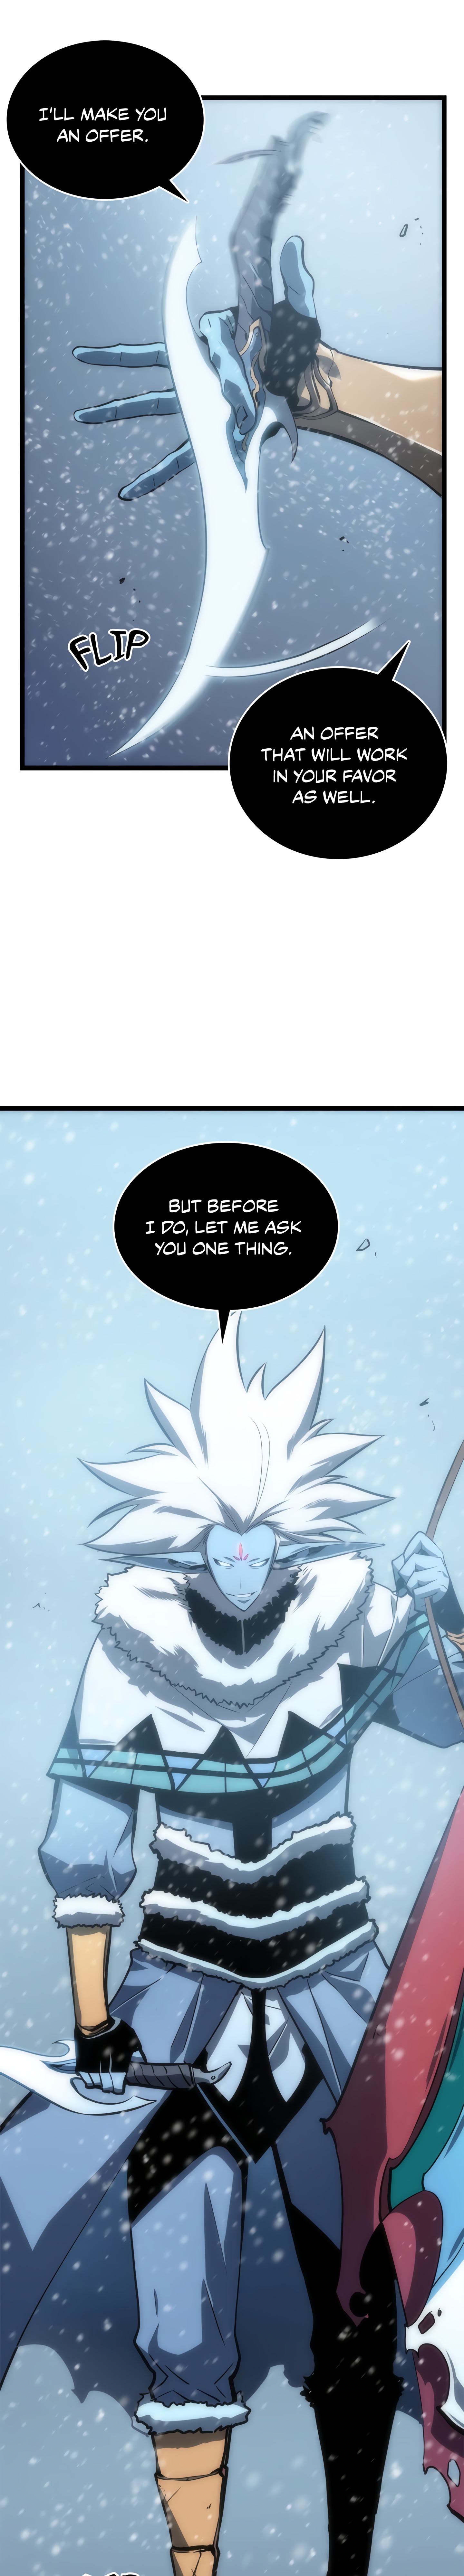 I'LL MAKE YOU
AN OFFER.
FLIP
AN OFFER
THAT WILL WORK
IN YOUR FAVOR
AS WELL.
BUT BEFORE
I DO, LET ME ASK
YOU ONE THING.